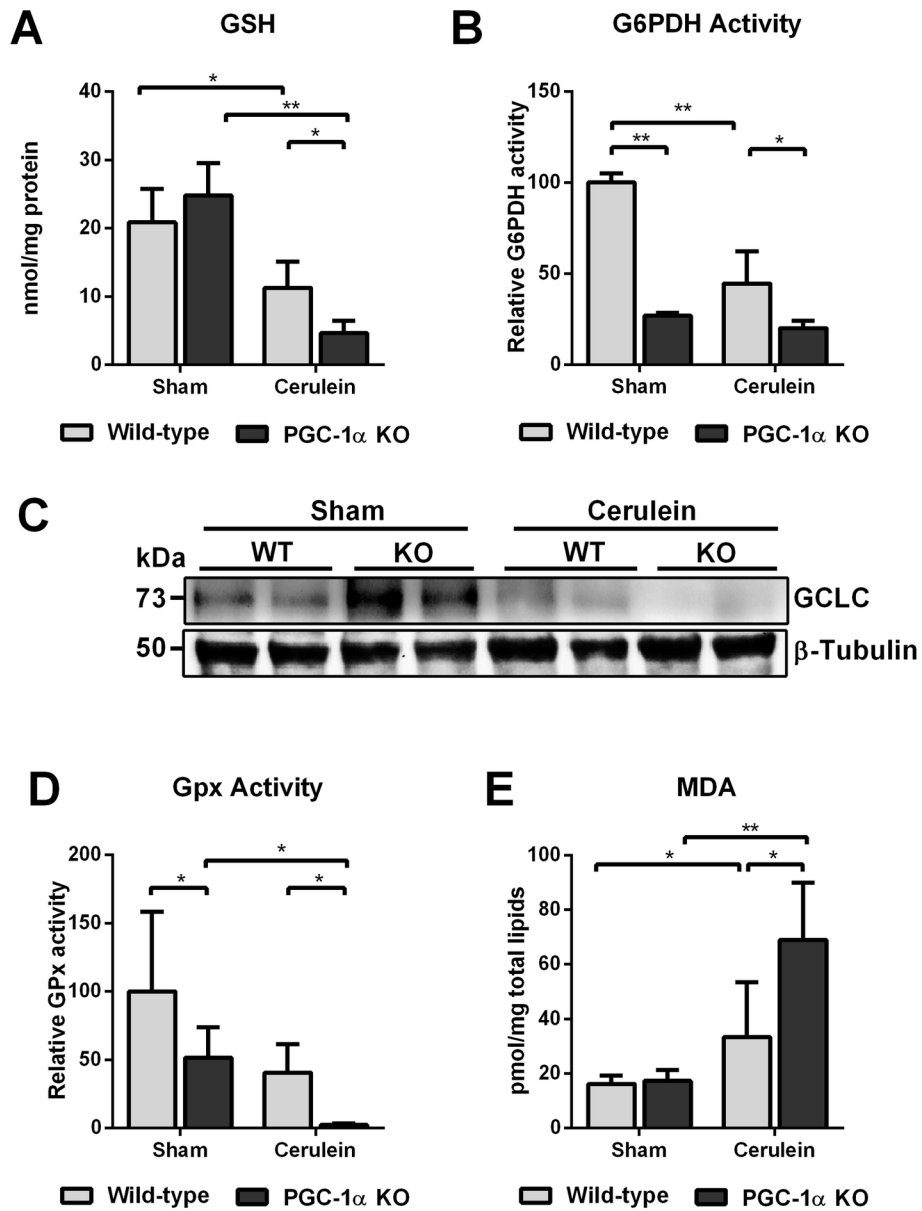 A
GSH
*
**
*
40
30
20
10
0
nmol/mg protein
Sham
Cerulein
Wild-type
PGC-1α KO
B
G6PDH Activity
**
**
*
150
100
50
0
Relative G6PDH activity
Sham
Cerulein
Wild-type
PGC-1α KO
C
Sham
Cerulein
WT
KO
WT
KO
kDa
73
GCLC
50
β-Tubulin
D
Gpx Activity
*
*
*
200
150
100
50
0
Relative GPx activity
Sham
Cerulein
Wild-type
PGC-1α KO
E
MDA
**
*
*
100
80
60
40
20
0
pmol/mg total lipids
Sham
Cerulein
Wild-type
PGC-1α KO